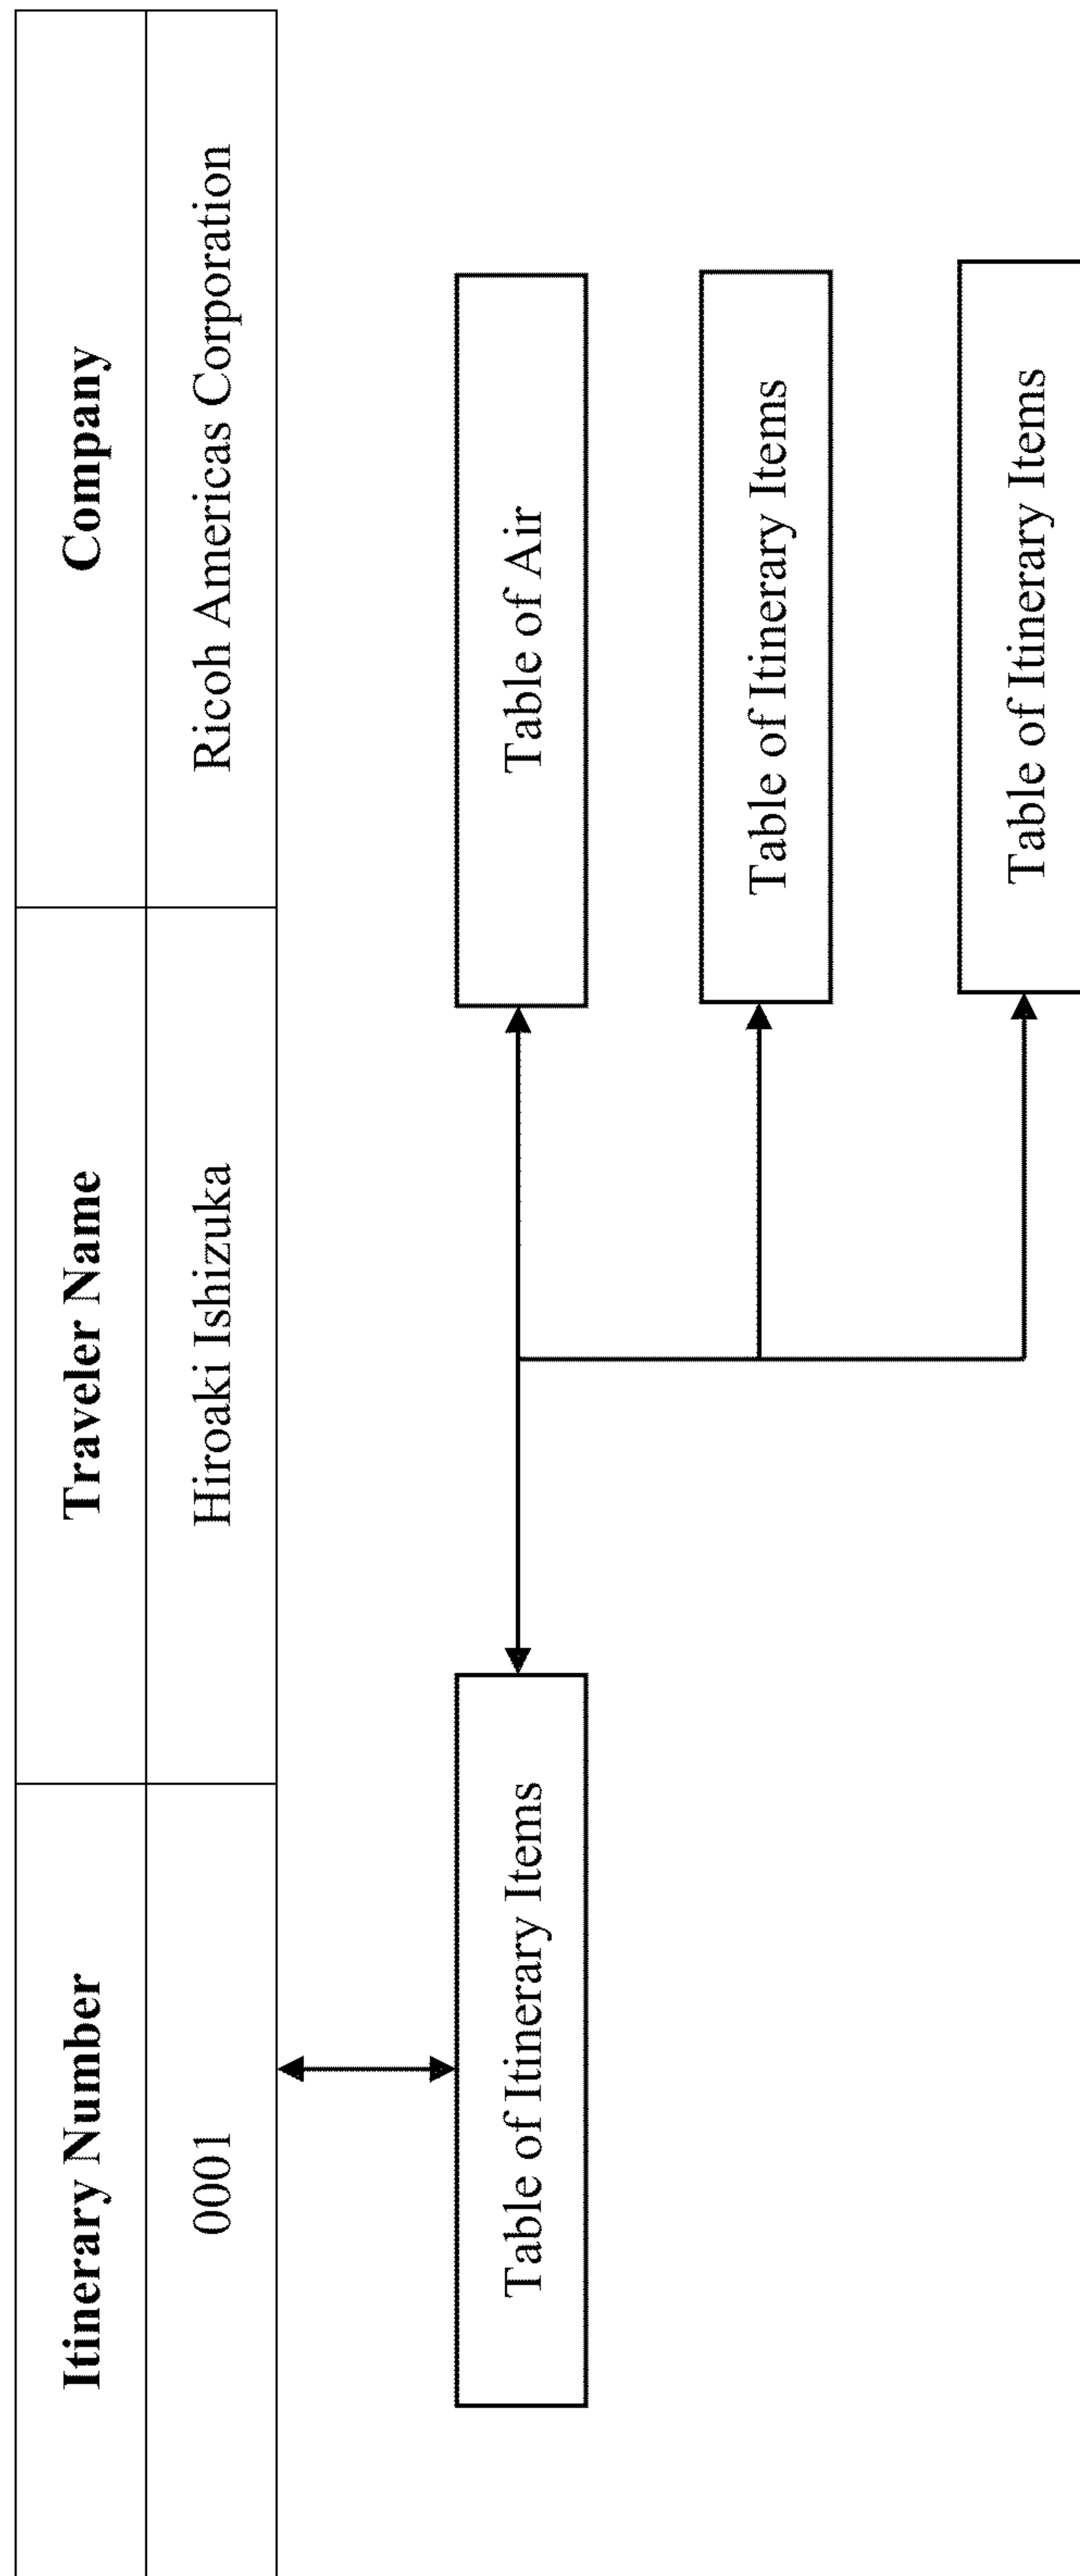 Itinerary Number
Traveler Name
Company
0001
Hiroaki Ishizuka
Ricoh Americas Corporation
Table of Itinerary Items
Table of Air
Table of Itinerary Items
Table of Itinerary Items